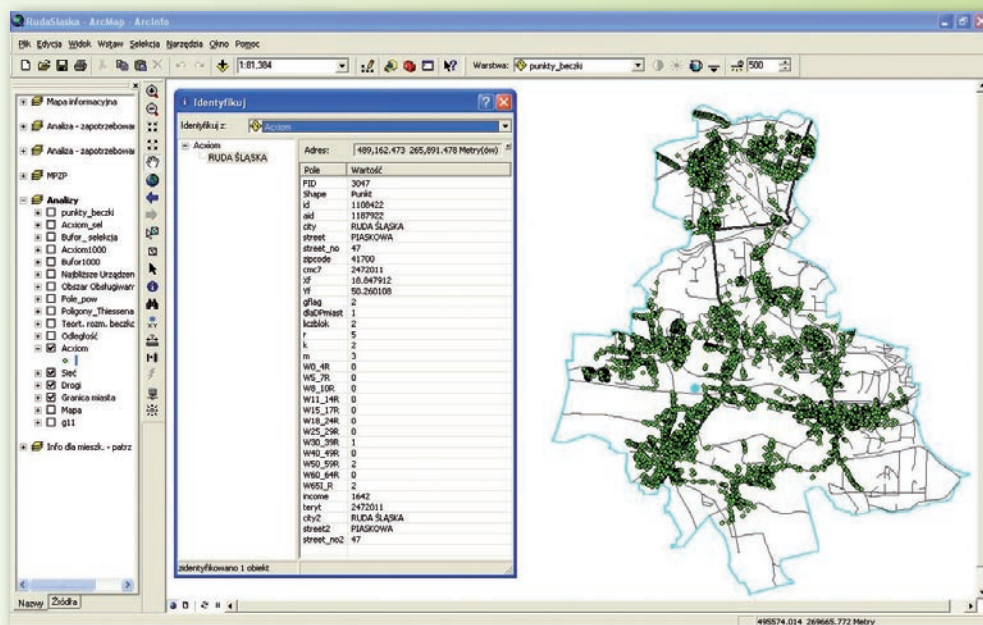 RudaSlaska - ArcMap - ArcInfo
Plik Edycja Widok Wstaw Selekcja Narzędzia Okno Pomoc
1:81,384
Warstwa: punkty_beczki
500
Mapa informacyjna
Analiza - zapotrzebowan
Analiza - zapotrzebowan
MPZP
Analizy
punkty_beczki
Acxiom_sel
Bufor_ selekcja
Acxiom1000
Bufor1000
Najbliższe Urządzen
Obszar Obsługiwan
Pole_pow
Poligony_Thiessena
Teort. rozm. beczkc
Odległość
Acxiom
Sieć
Drogi
Granica miasta
Mapa
g11
Info dla mieszk. - patrz
Nazwy Źródła
Identyfikuj
Identyfikuj z: Acxiom
Acxiom
RUDA ŚLĄSKA
Adres: 489,162.473 265,891.478 Metry(ów)
Pole Wartość
FID 3047
Shape Punkt
id 1108422
aid 1187922
city RUDA ŚLĄSKA
street PIASKOWA
street_no 47
zipcode 41700
cmc7 2472011
Xf 18.847912
Yf 50.260108
gflag 2
dlaDPmiast 1
liczblok 2
r 5
k 2
m 3
W0_4R 0
W5_7R 0
W8_10R 0
W11_14R 0
W15_17R 0
W18_24R 0
W25_29R 0
W30_39R 1
W40_49R 0
W50_59R 2
W60_64R 0
W65I_R 2
income 1642
teryt 2472011
city2 RUDA ŚLĄSKA
street2 PIASKOWA
street_no2 47
zidentyfikowano 1 obiekt
495574.014 269665.772 Metry